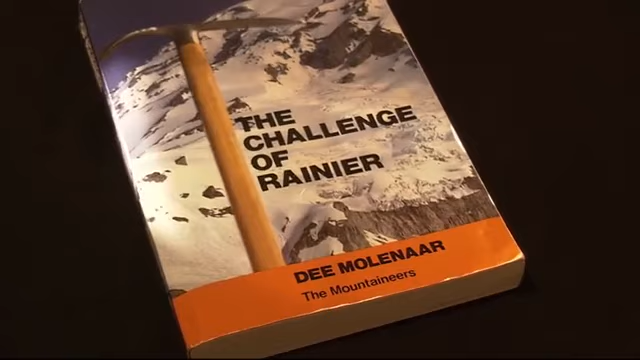 THE
CHALLENGE
OF
RAINIER
DEE MOLENAAR
The Mountaineers